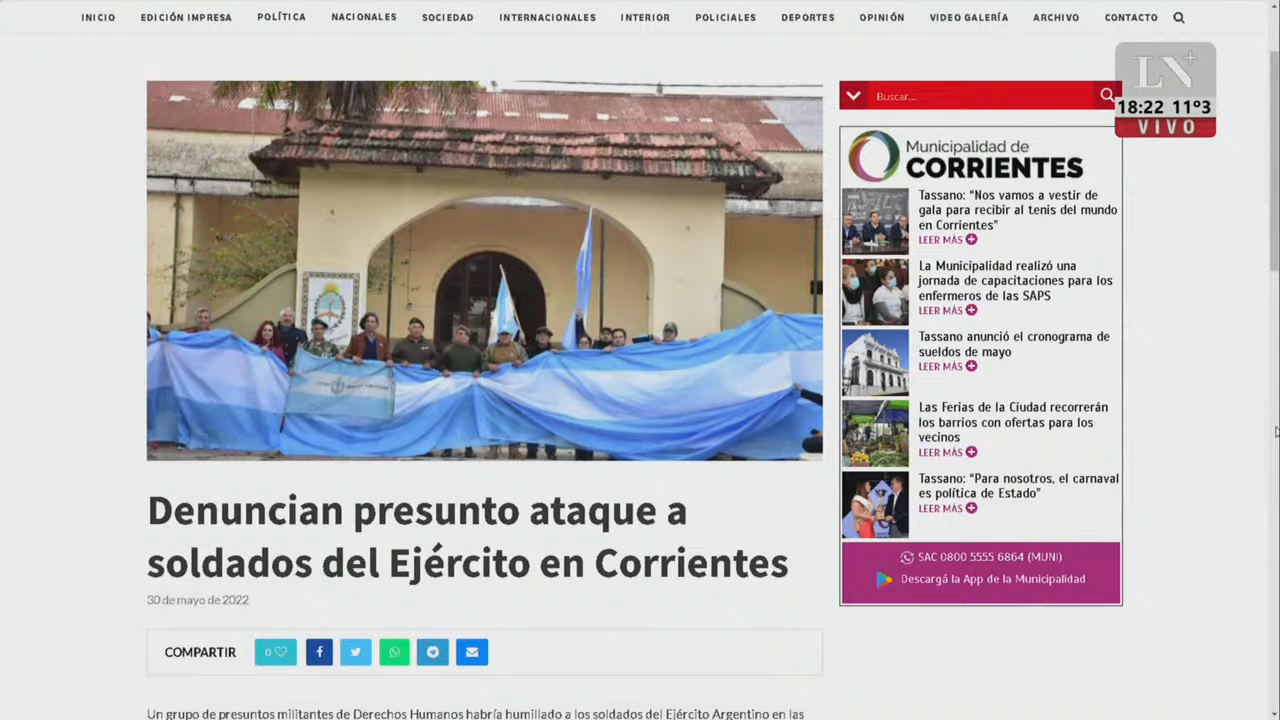 INICIO
EDICIÓN IMPRESA
POLÍTICA
NACIONALES
SOCIEDAD
INTERNACIONALES
INTERIOR
POLICIALES
DEPORTES
OPINIÓN
VIDEO GALERÍA
ARCHIVO
CONTACTO
LN+
18:22 11°3
VIVO
Buscar...
Municipalidad de
CORRIENTES
Tassano: “Nos vamos a vestir de
gala para recibir al tenis del mundo
en Corrientes”
LEER MÁS
La Municipalidad realizó una
jornada de capacitaciones para los
enfermeros de las SAPS
LEER MÁS
Tassano anunció el cronograma de
sueldos de mayo
LEER MÁS
Las Ferias de la Ciudad recorrerán
los barrios con ofertas para los
vecinos
LEER MÁS
Tassano: “Para nosotros, el carnaval
es política de Estado”
LEER MÁS
SAC 0800 5555 6864 (MUNI)
Descargá la App de la Municipalidad
Denuncian presunto ataque a
soldados del Ejército en Corrientes
30 de mayo de 2022
COMPARTIR
0
Un grupo de presuntos militantes de Derechos Humanos habría humillado a los soldados del Ejército Argentino en las